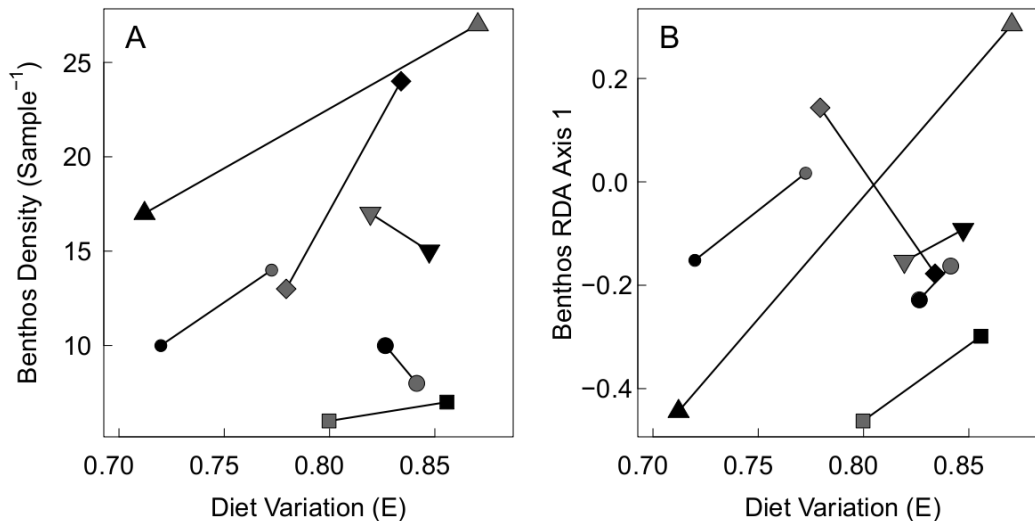 A
Benthos Density (Sample⁻¹)
25
20
15
10
0.70 0.75 0.80 0.85
Diet Variation (E)
B
Benthos RDA Axis 1
0.2
0.0
−0.2
−0.4
0.70 0.75 0.80 0.85
Diet Variation (E)